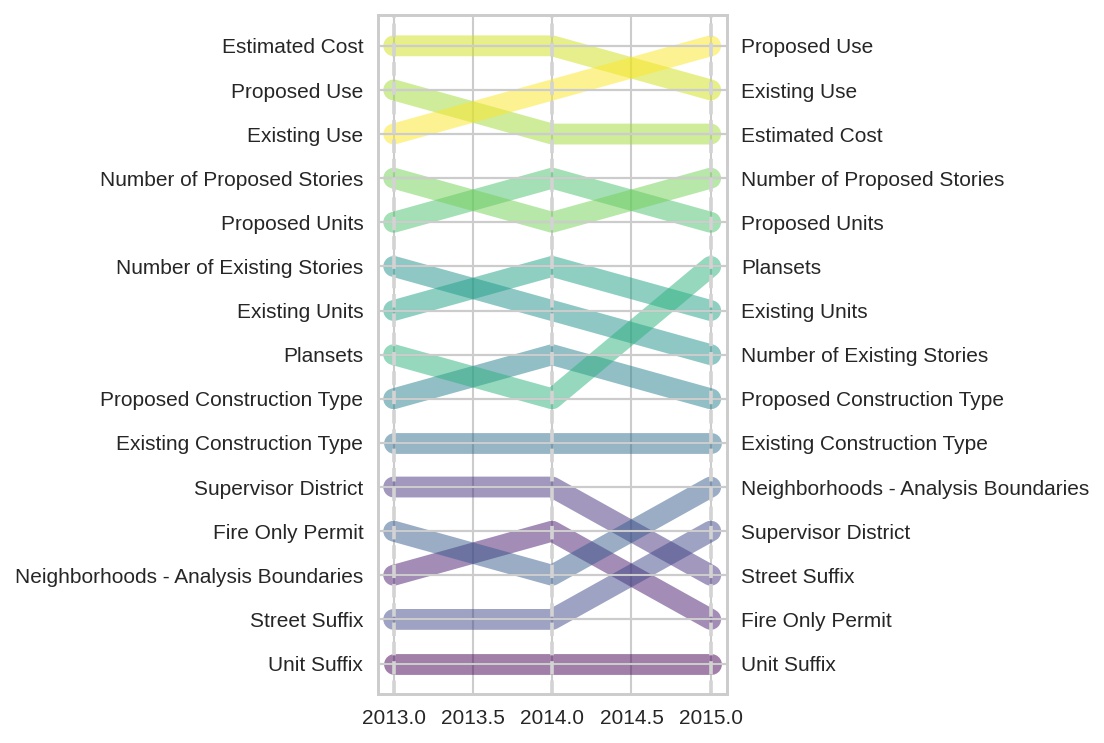 Estimated Cost
Proposed Use
Proposed Use
Existing Use
Existing Use
Estimated Cost
Number of Proposed Stories
Number of Proposed Stories
Proposed Units
Proposed Units
Number of Existing Stories
Plansets
Existing Units
Existing Units
Plansets
Number of Existing Stories
Proposed Construction Type
Proposed Construction Type
Existing Construction Type
Existing Construction Type
Supervisor District
Neighborhoods - Analysis Boundaries
Fire Only Permit
Supervisor District
Neighborhoods - Analysis Boundaries
Street Suffix
Street Suffix
Fire Only Permit
Unit Suffix
Unit Suffix
2013.0 2013.5 2014.0 2014.5 2015.0